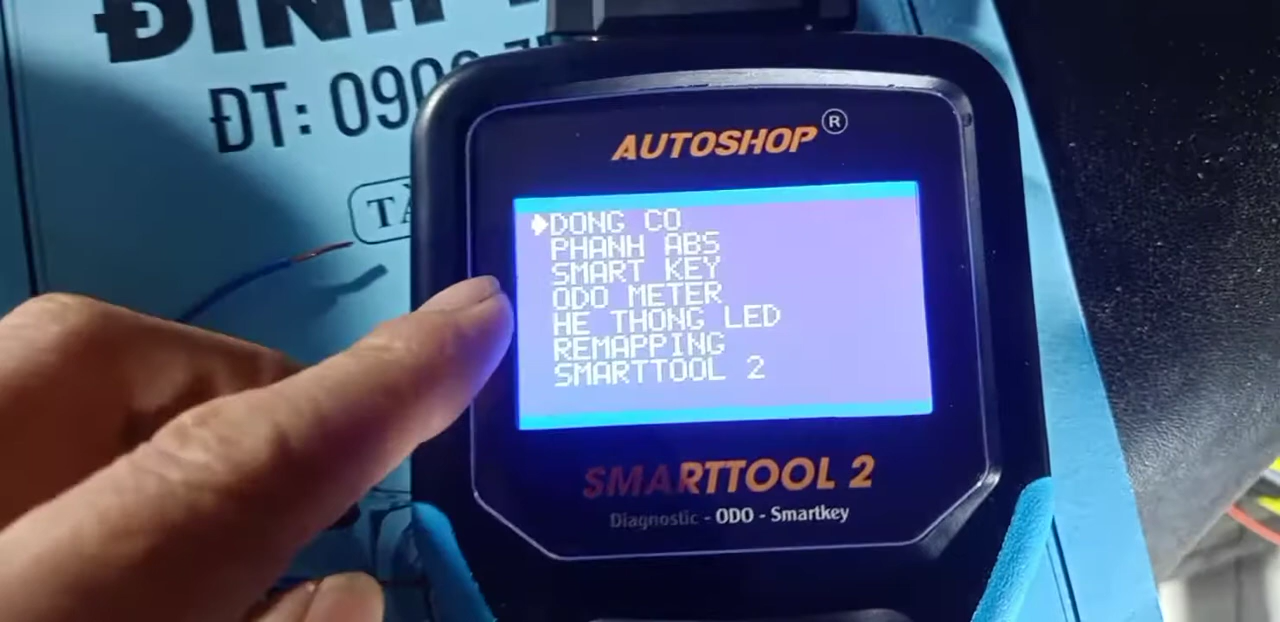 ĐT: 090
AUTOSHOP ®
DONG CO
PHANH ABS
SMART KEY
ODO METER
HE THONG LED
REMAPPING
SMARTTOOL 2
SMARTTOOL 2
Diagnostic - ODO - Smartkey